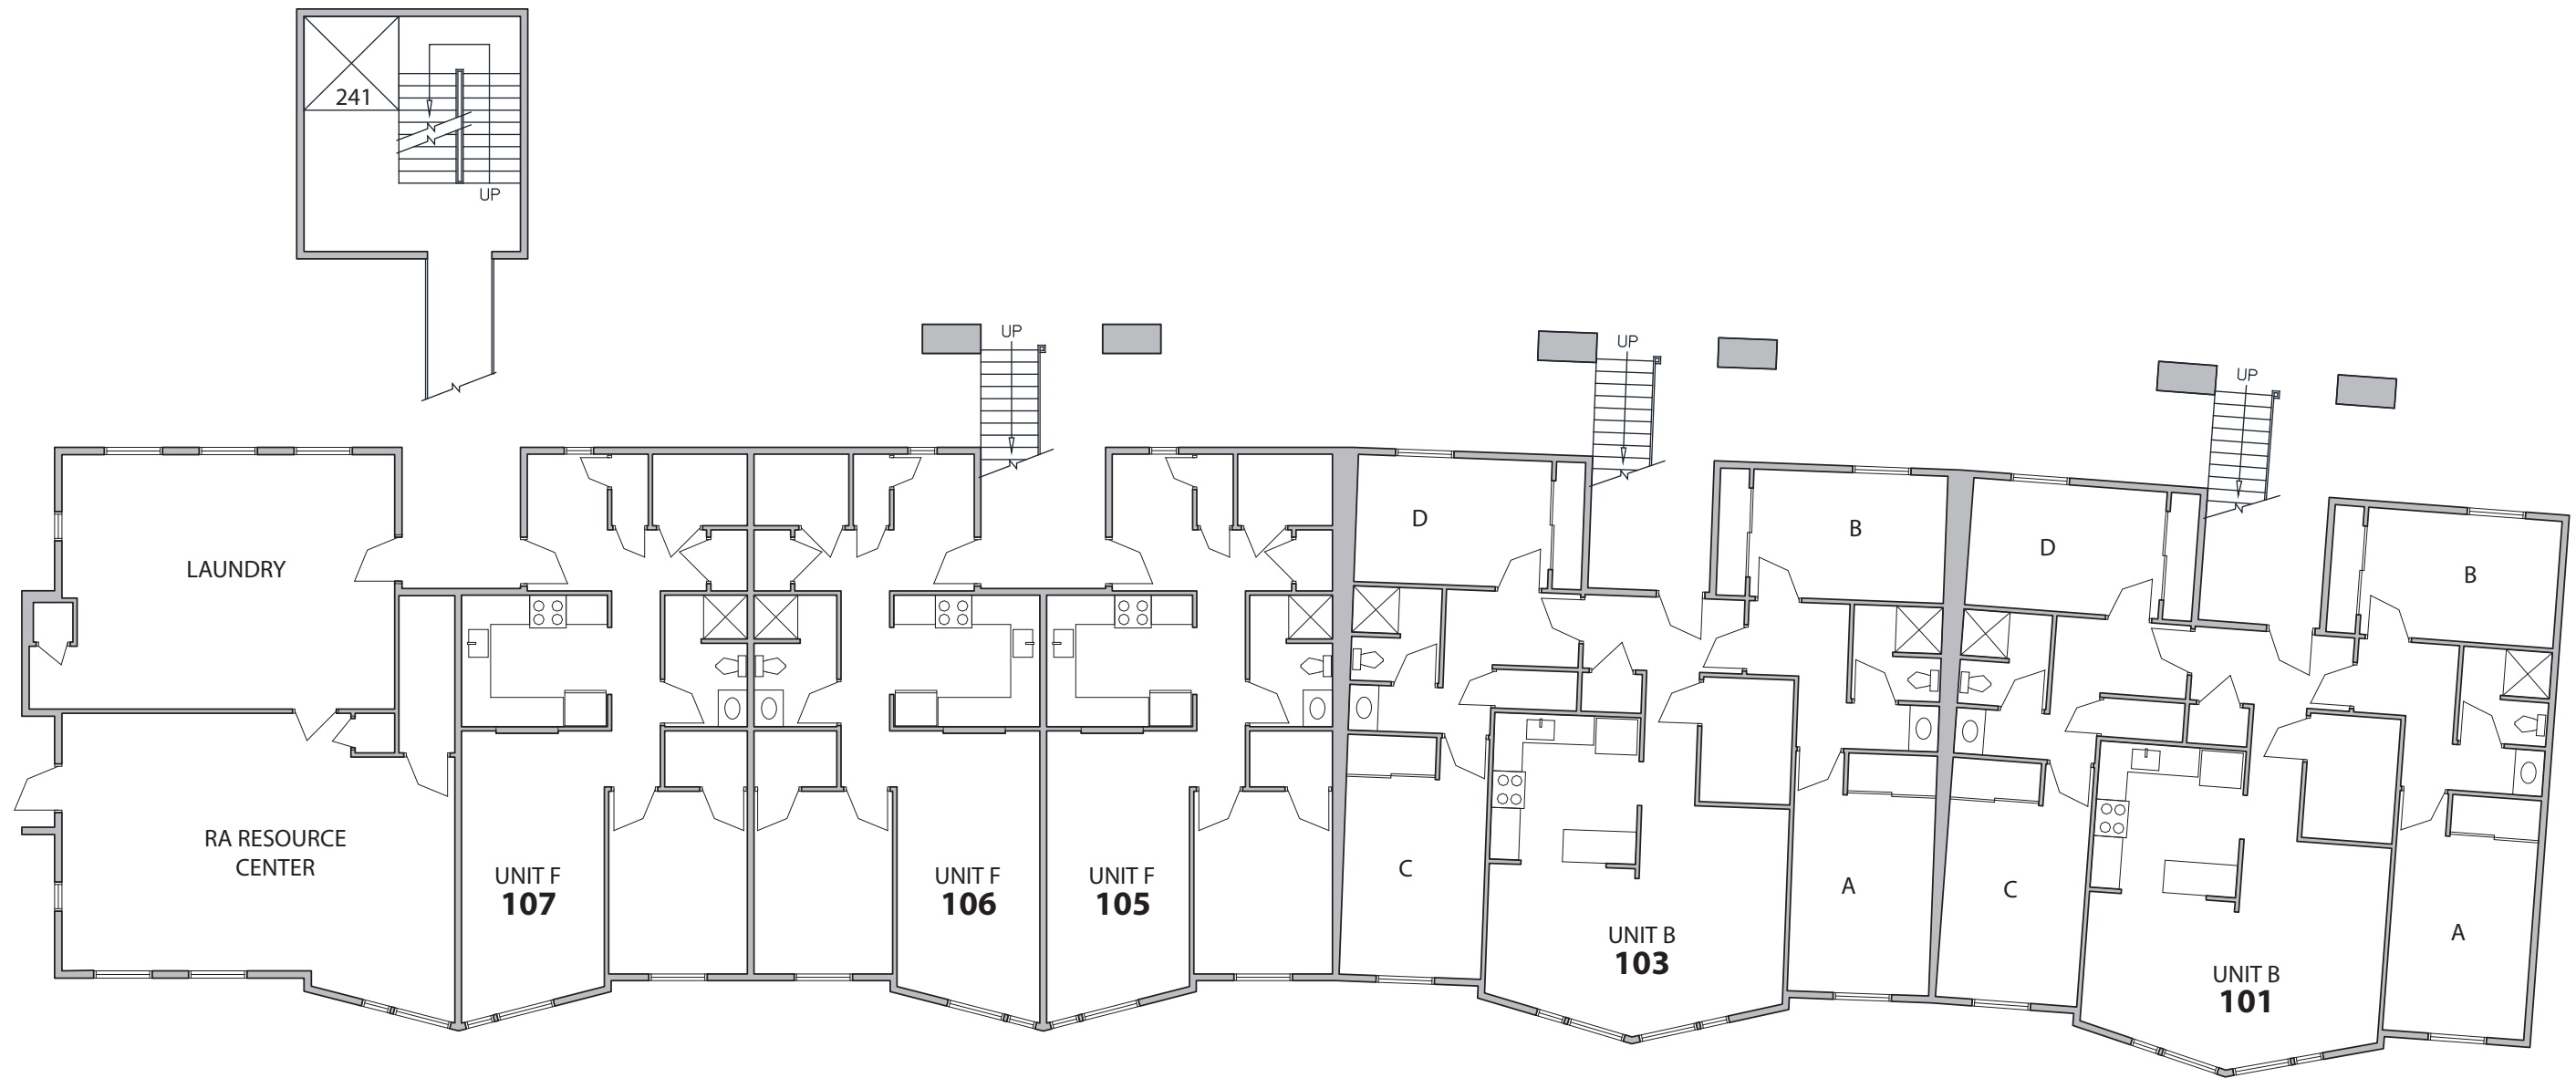 241
UP
UP
UP
UP
D
B
D
B
LAUNDRY
RA RESOURCE
CENTER
UNIT F
107
UNIT F
106
UNIT F
105
C
UNIT B
103
A
C
UNIT B
101
A